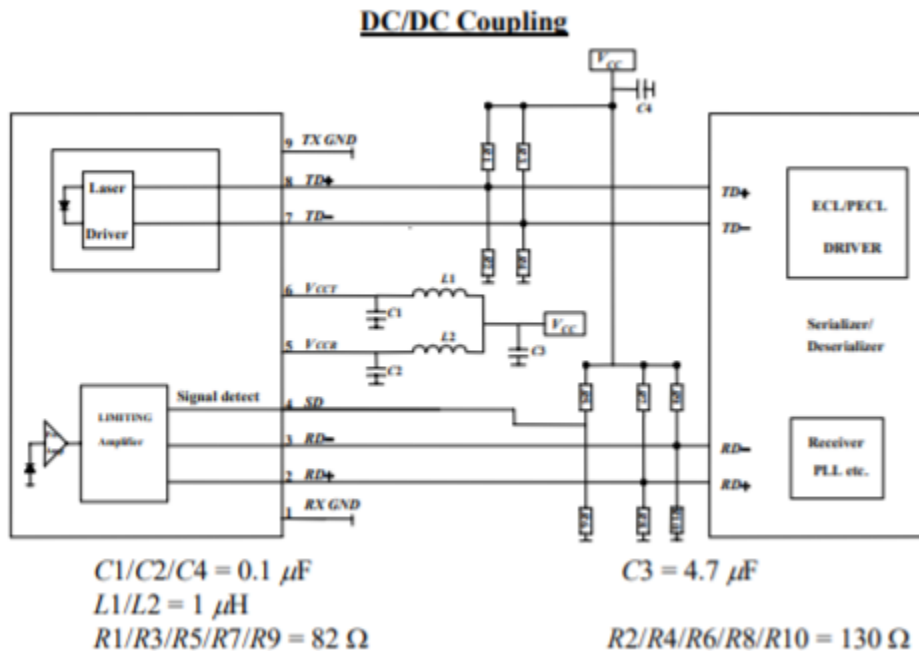 DC/DC Coupling
VCC
C4
9 TX GND
8 TD+
Laser
Driver
7 TD-
TD+
TD-
ECL/PECL
DRIVER
6 VCCT
L1
C1
VCC
5 VCCR
L2
C2
C3
Serializer/
Deserializer
Signal detect
4 SD
LIMITING
Amplifier
3 RD-
RD-
2 RD+
RD+
Receiver
PLL etc.
1 RX GND
C1/C2/C4 = 0.1 μF
C3 = 4.7 μF
L1/L2 = 1 μH
R1/R3/R5/R7/R9 = 82 Ω
R2/R4/R6/R8/R10 = 130 Ω